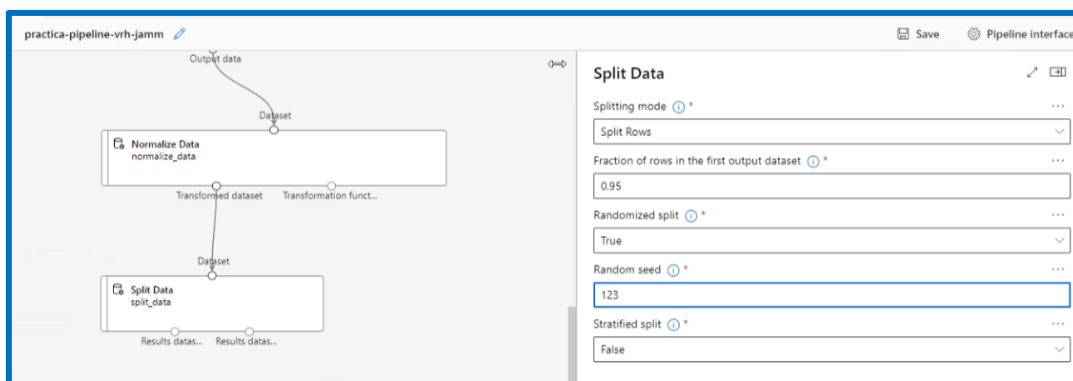 practica-pipeline-vrh-jamm
Save
Pipeline interface
Output data
Dataset
Normalize Data
normalize_data
Transformed dataset
Transformation funct...
Dataset
Split Data
split_data
Results datas...
Results datas...
Split Data
Splitting mode *
Split Rows
Fraction of rows in the first output dataset *
0.95
Randomized split *
True
Random seed *
123
Stratified split *
False